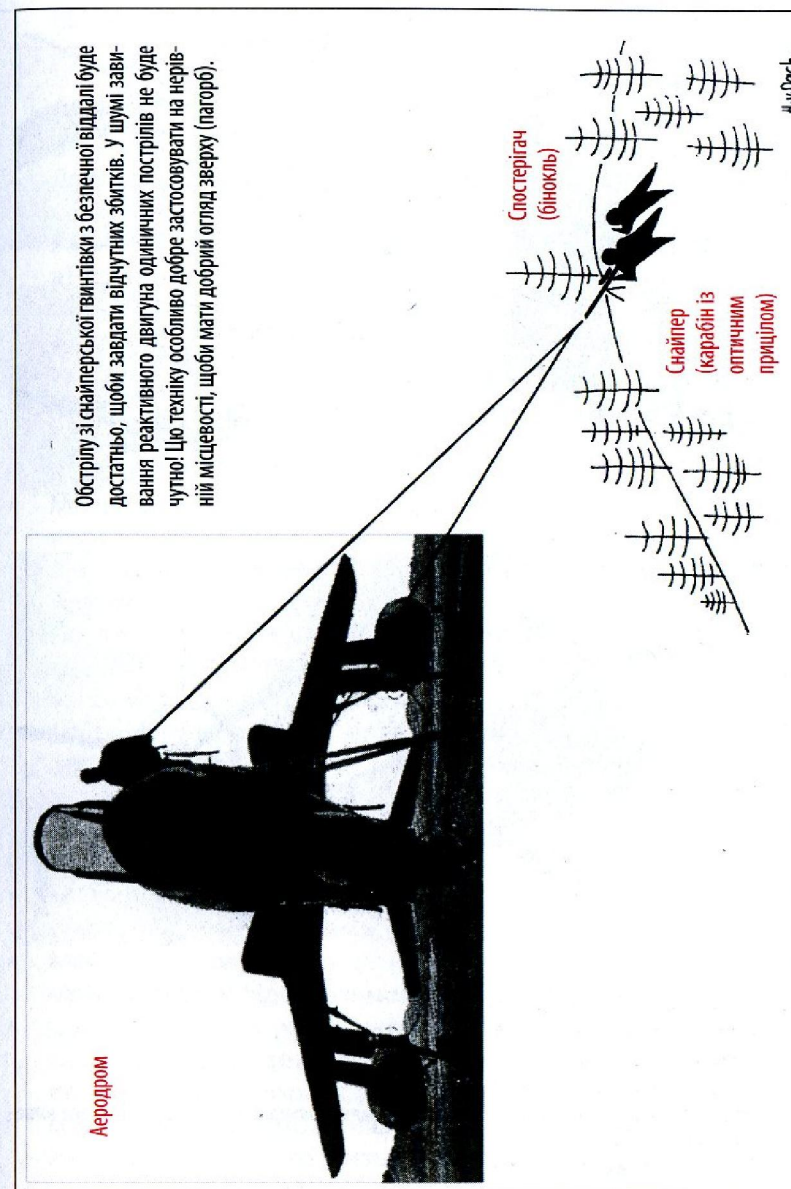 Обстрілу зі снайперської гвинтівки з безпечної віддалі буде
достатньо, щоби завдати відчутних збитків. У шумі зави-
вання реактивного двигуна одиничних пострілів не буде
чутно! Цю техніку особливо добре застосовувати на нерів-
ній місцевості, щоби мати добрий огляд зверху (пагорб).
Аеродром
Спостерігач
(бінокль)
Снайпер
(карабін із
оптичним
прицілом)